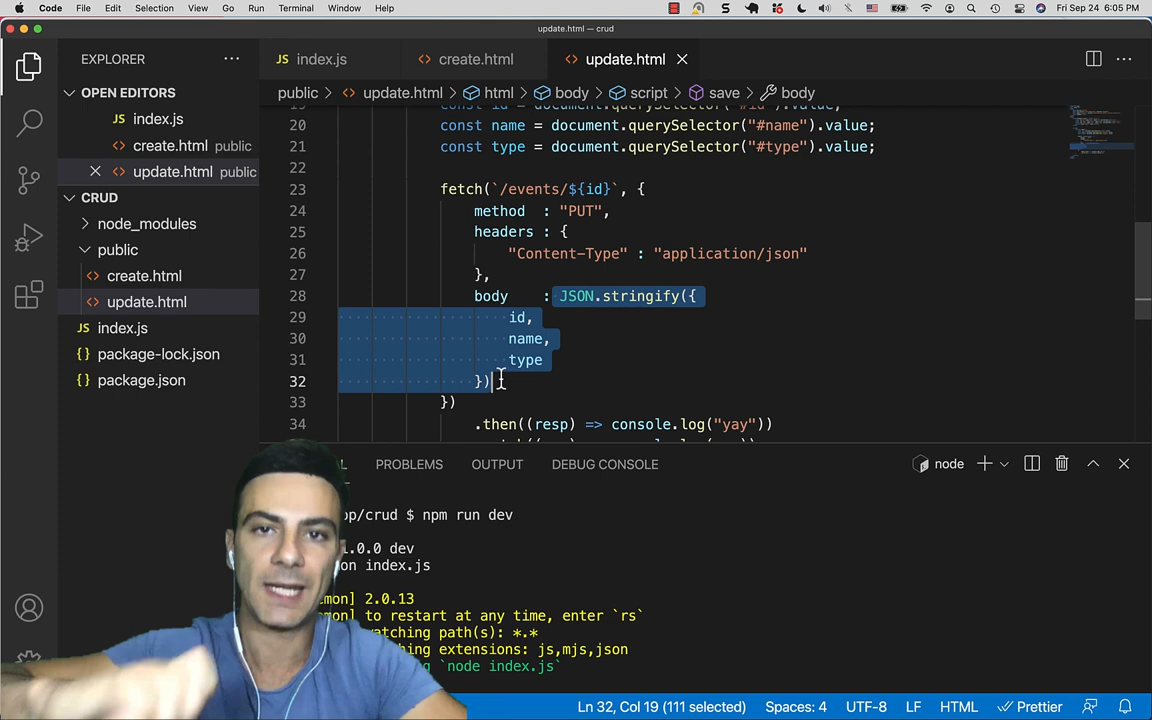 Code File Edit Selection View Go Run Terminal Window Help Fri Sep 24 6:05 PM
update.html — crud
EXPLORER
JS index.js
create.html
update.html
OPEN EDITORS
JS index.js
create.html public
update.html public
CRUD
node_modules
public
create.html
update.html
JS index.js
package-lock.json
package.json
public > update.html > html > body > script > save > body
20 const name = document.querySelector("#name").value;
21 const type = document.querySelector("#type").value;
22
23 fetch(`/events/${id}`, {
24 method : "PUT",
25 headers : {
26 "Content-Type" : "application/json"
27 },
28 body : JSON.stringify({
29 id,
30 name,
31 type
32 })
33 })
34 .then((resp) => console.log("yay"))
PROBLEMS OUTPUT DEBUG CONSOLE node
op/crud $ npm run dev
1.0.0 dev
on index.js
mon] 2.0.13
to restart at any time, enter `rs`
watching path(s): *.*
hing extensions: js,mjs,json
g `node index.js`
Ln 32, Col 19 (111 selected) Spaces: 4 UTF-8 LF HTML Prettier